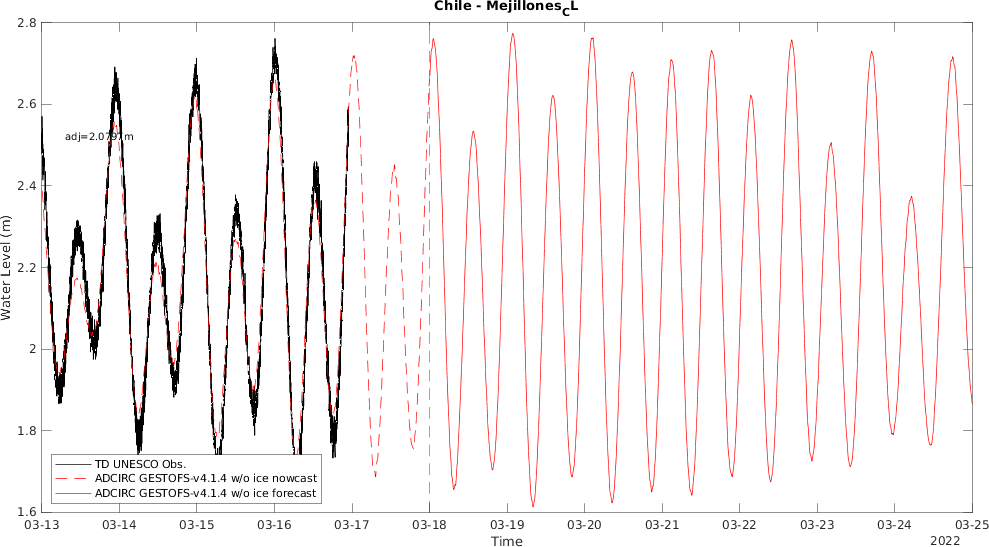 Chile - Mejillones_CL
2.8
2.6
2.4
2.2
2
1.8
1.6
Water Level (m)
adj=2.0797m
TD UNESCO Obs.
ADCIRC GESTOFS-v4.1.4 w/o ice nowcast
ADCIRC GESTOFS-v4.1.4 w/o ice forecast
03-13 03-14 03-15 03-16 03-17 03-18 03-19 03-20 03-21 03-22 03-23 03-24 03-25
Time
2022